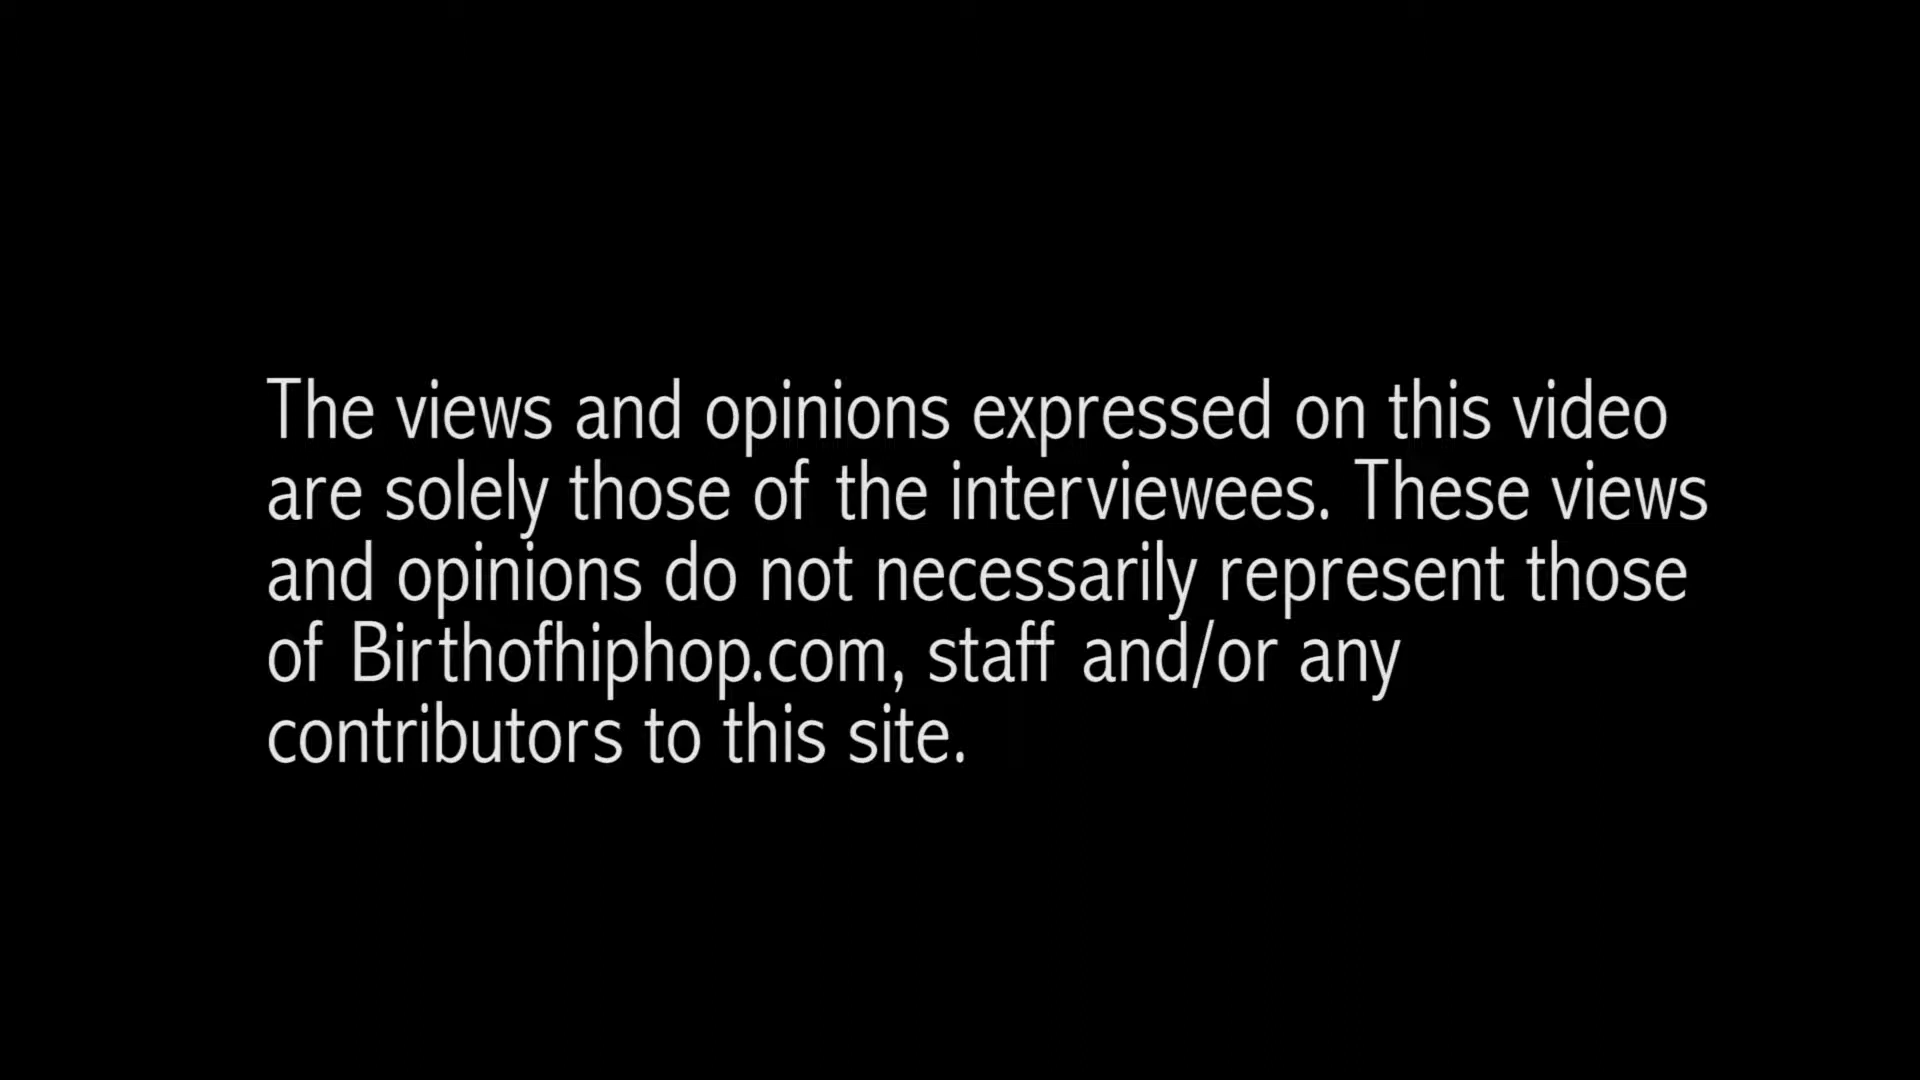 The views and opinions expressed on this video
are solely those of the interviewees. These views
and opinions do not necessarily represent those
of Birthofhiphop.com, staff and/or any
contributors to this site.